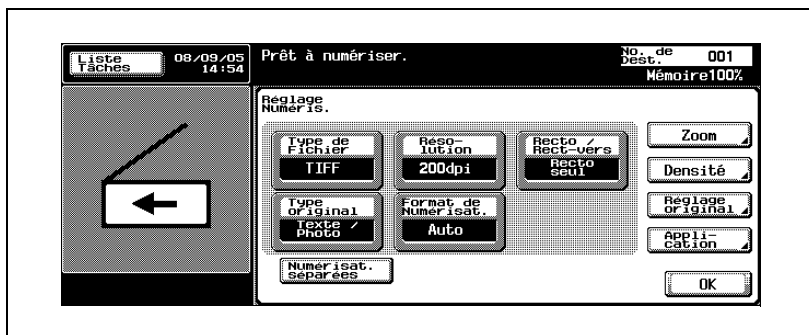 Liste
Tâches
08/09/05
14:54
Prêt à numériser.
No. de
Dest.
001
Mémoire100%
Réglage
Numéris.
Type de
Fichier
TIFF
Réso-
lution
200dpi
Recto /
Rect-vers
Recto
seul
Zoom
Densité
Type
original
Texte /
Photo
Format de
Numérisat.
Auto
Réglage
original
Appli-
cation
Numérisat.
séparées
OK